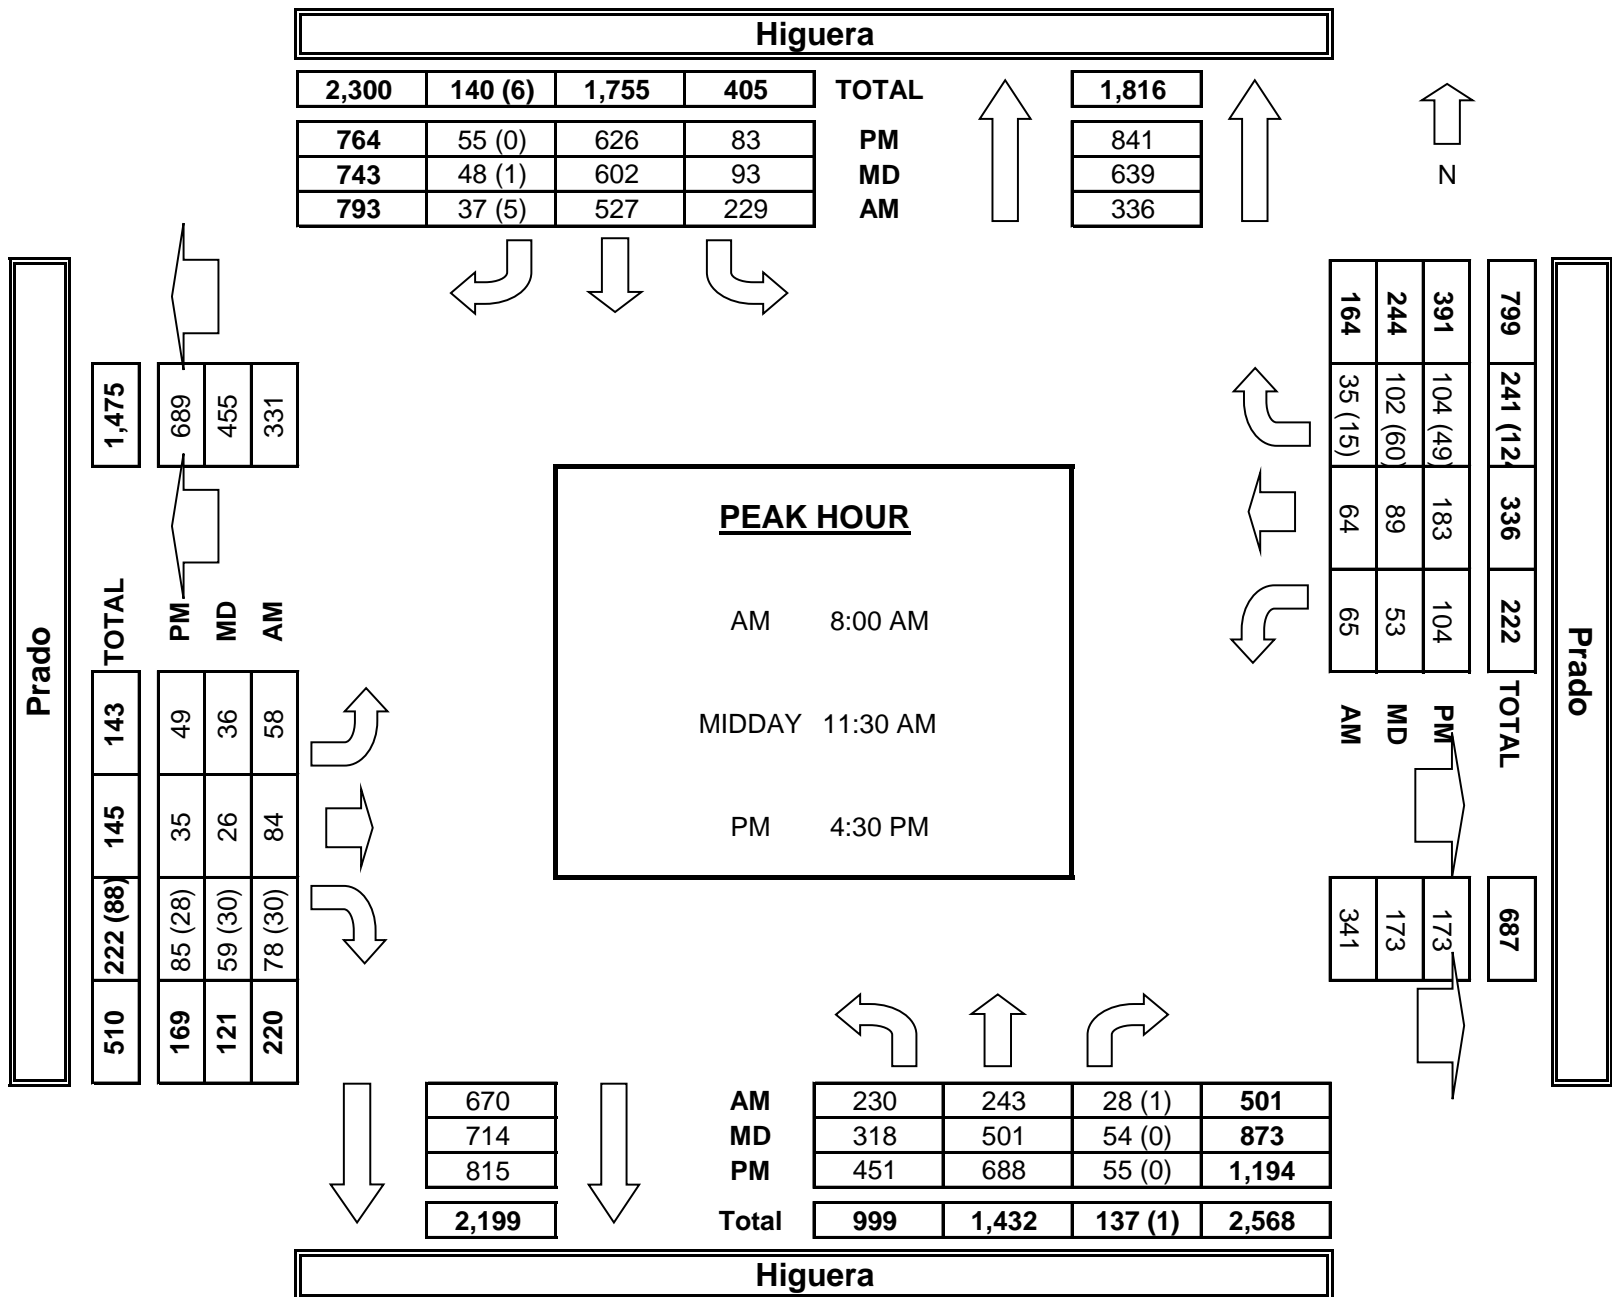 Higuera
2,300 140 (6) 1,755 405 TOTAL 1,816
764 55 (0) 626 83 PM 841
743 48 (1) 602 93 MD 639
793 37 (5) 527 229 AM 336
N
Prado
1,475 689 455 331
TOTAL PM MD AM
143 49 36 58
145 35 26 84
222 (88) 85 (28) 59 (30) 78 (30)
510 169 121 220
PEAK HOUR
AM 8:00 AM
MIDDAY 11:30 AM
PM 4:30 PM
164 244 391 799
35 (15) 102 (60) 104 (49) 241 (12
64 89 183 336
65 53 104 222
AM MD PM TOTAL
341 173 173 687
Prado
670 AM 230 243 28 (1) 501
714 MD 318 501 54 (0) 873
815 PM 451 688 55 (0) 1,194
2,199 Total 999 1,432 137 (1) 2,568
Higuera